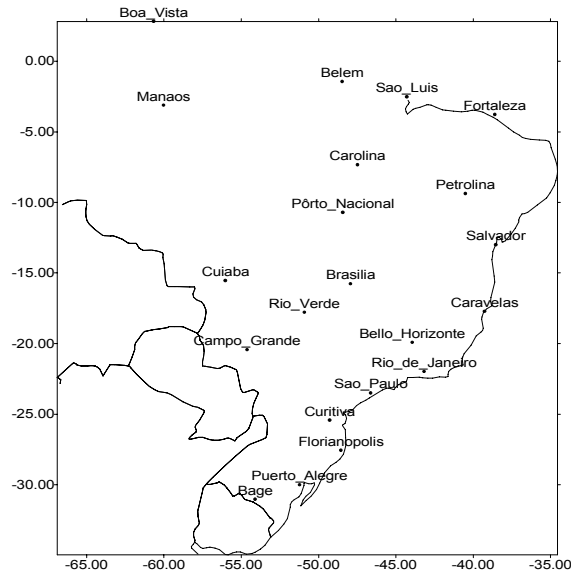 Boa_Vista
0.00
Belem
Sao_Luis
Manaos
Fortaleza
-5.00
Carolina
Petrolina
-10.00
Pôrto_Nacional
Salvador
-15.00
Cuiaba
Brasilia
Rio_Verde
Caravelas
Bello_Horizonte
-20.00
Campo_Grande
Rio_de_Janeiro
Sao_Paulo
-25.00
Curitiva
Florianopolis
Puerto_Alegre
-30.00
Bage
-65.00 -60.00 -55.00 -50.00 -45.00 -40.00 -35.00